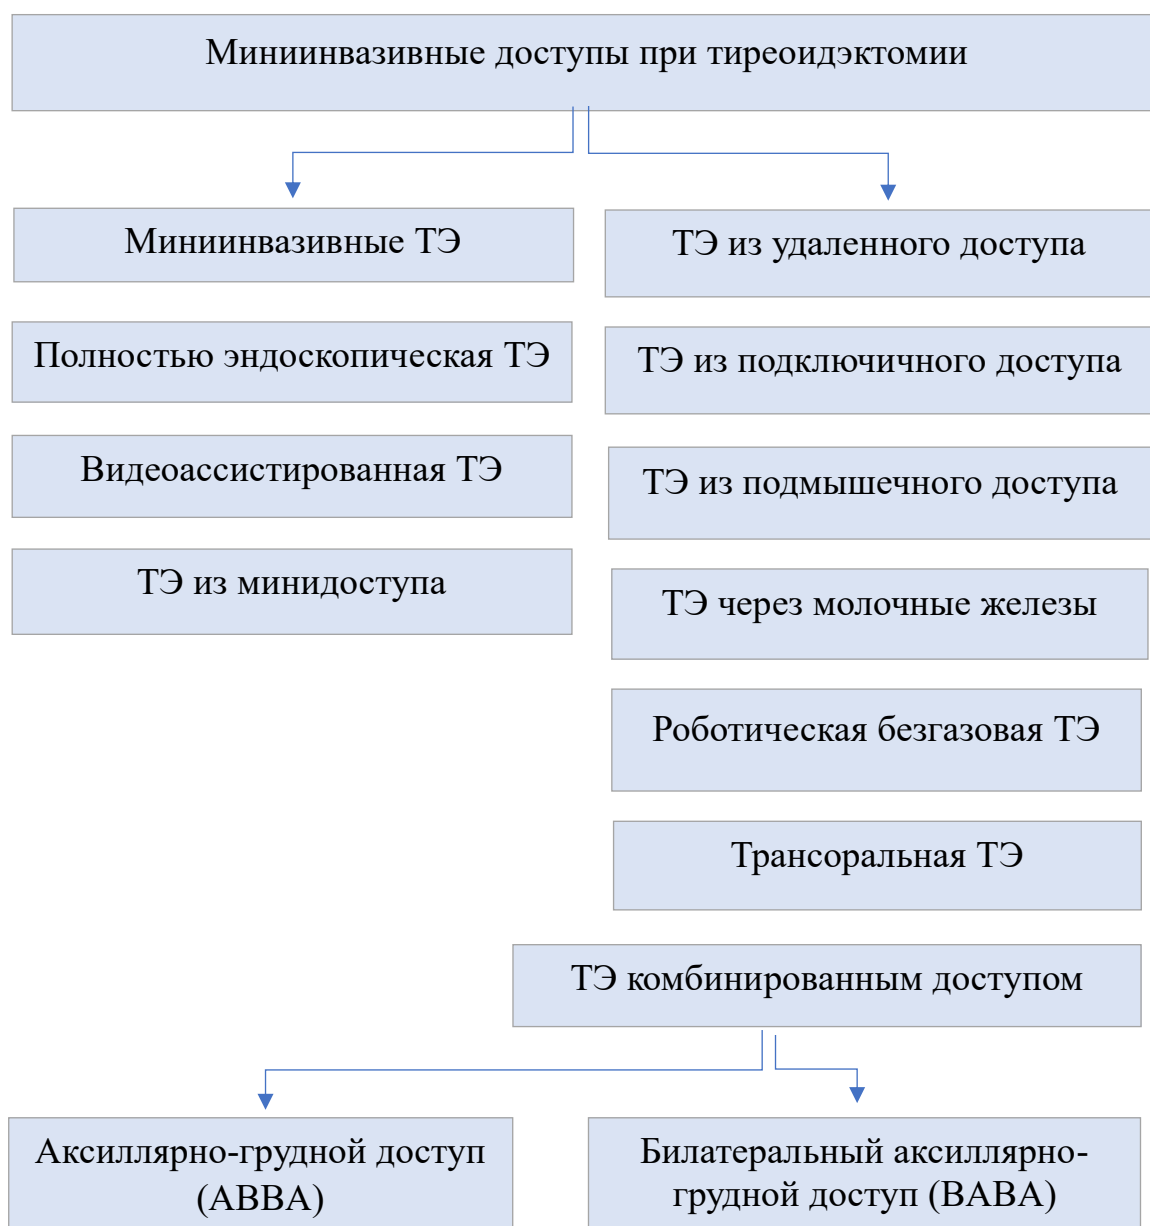 Миниинвазивные доступы при тиреоидэктомии
Миниинвазивные ТЭ
Полностью эндоскопическая ТЭ
Видеоассистированная ТЭ
ТЭ из минидоступа
ТЭ из удаленного доступа
ТЭ из подключичного доступа
ТЭ из подмышечного доступа
ТЭ через молочные железы
Роботическая безгазовая ТЭ
Трансоральная ТЭ
ТЭ комбинированным доступом
Аксиллярно-грудной доступ
(ABBA)
Билатеральный аксиллярно-
грудной доступ (BABA)